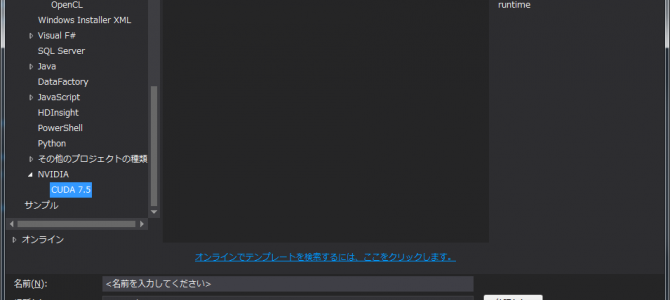 OpenCL
runtime
Windows Installer XML
Visual F#
SQL Server
Java
DataFactory
JavaScript
HDInsight
PowerShell
Python
その他のプロジェクトの種類
NVIDIA
CUDA 7.5
サンプル
オンライン
オンラインでテンプレートを検索するには、ここをクリックします。
名前(N):
<名前を入力してください>